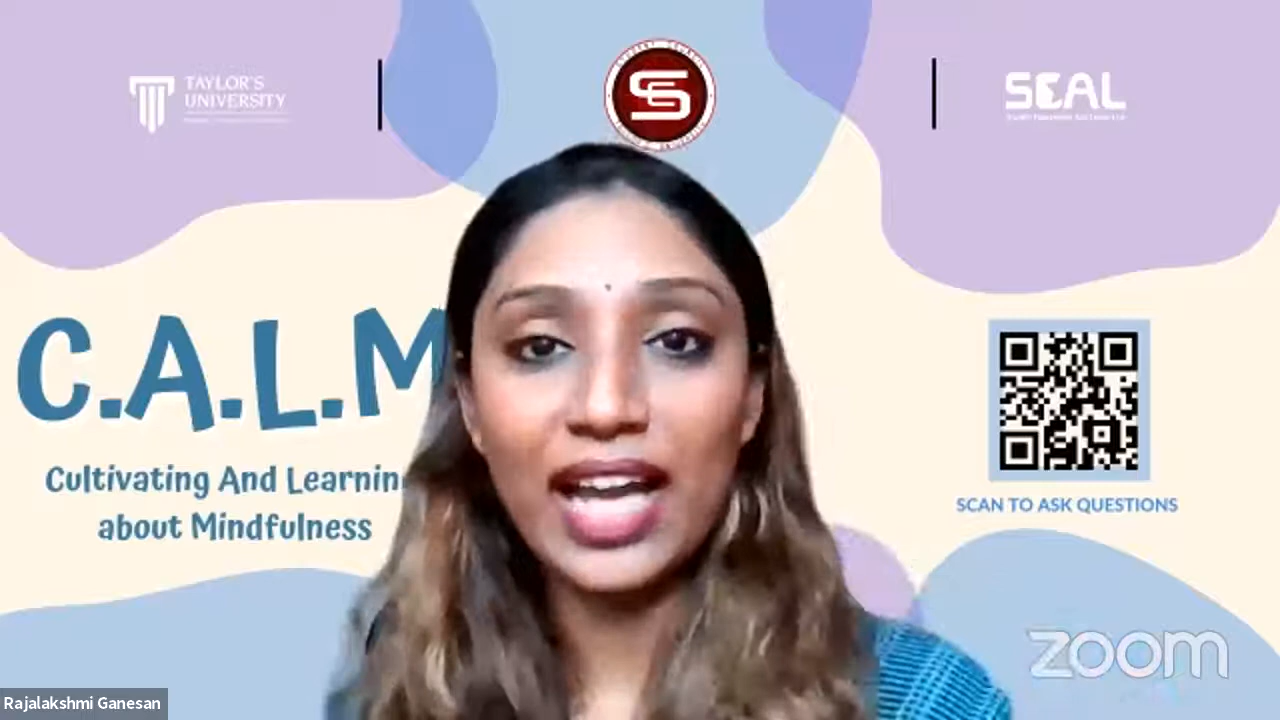 TAYLOR'S
UNIVERSITY
SEAL
C.A.L.M
Cultivating And Learnin
about Mindfulness
SCAN TO ASK QUESTIONS
zoom
Rajalakshmi Ganesan